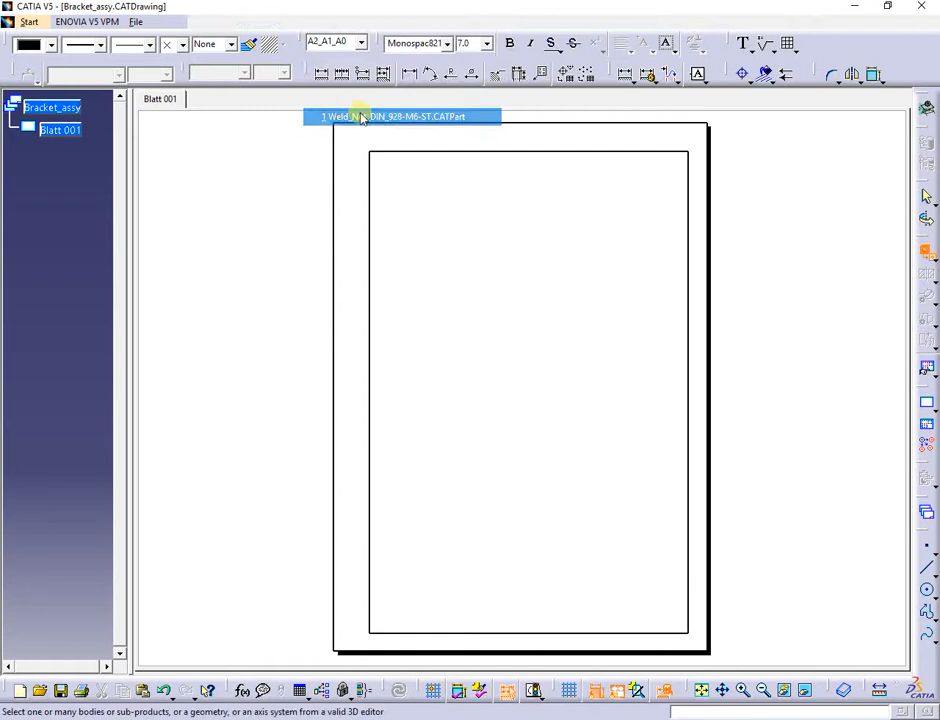 CATIA V5 - [Bracket_assy.CATDrawing]
Start ENOVIA V5 VPM File
None A2_A1_A0 Monospac821 7.0 B I S S
Blatt 001
Bracket_assy
Blatt 001
1 Weld_N DIN_928-M6-ST.CATPart
CATIA
Select one or many bodies or sub-products, or a geometry, or an axis system from a valid 3D editor